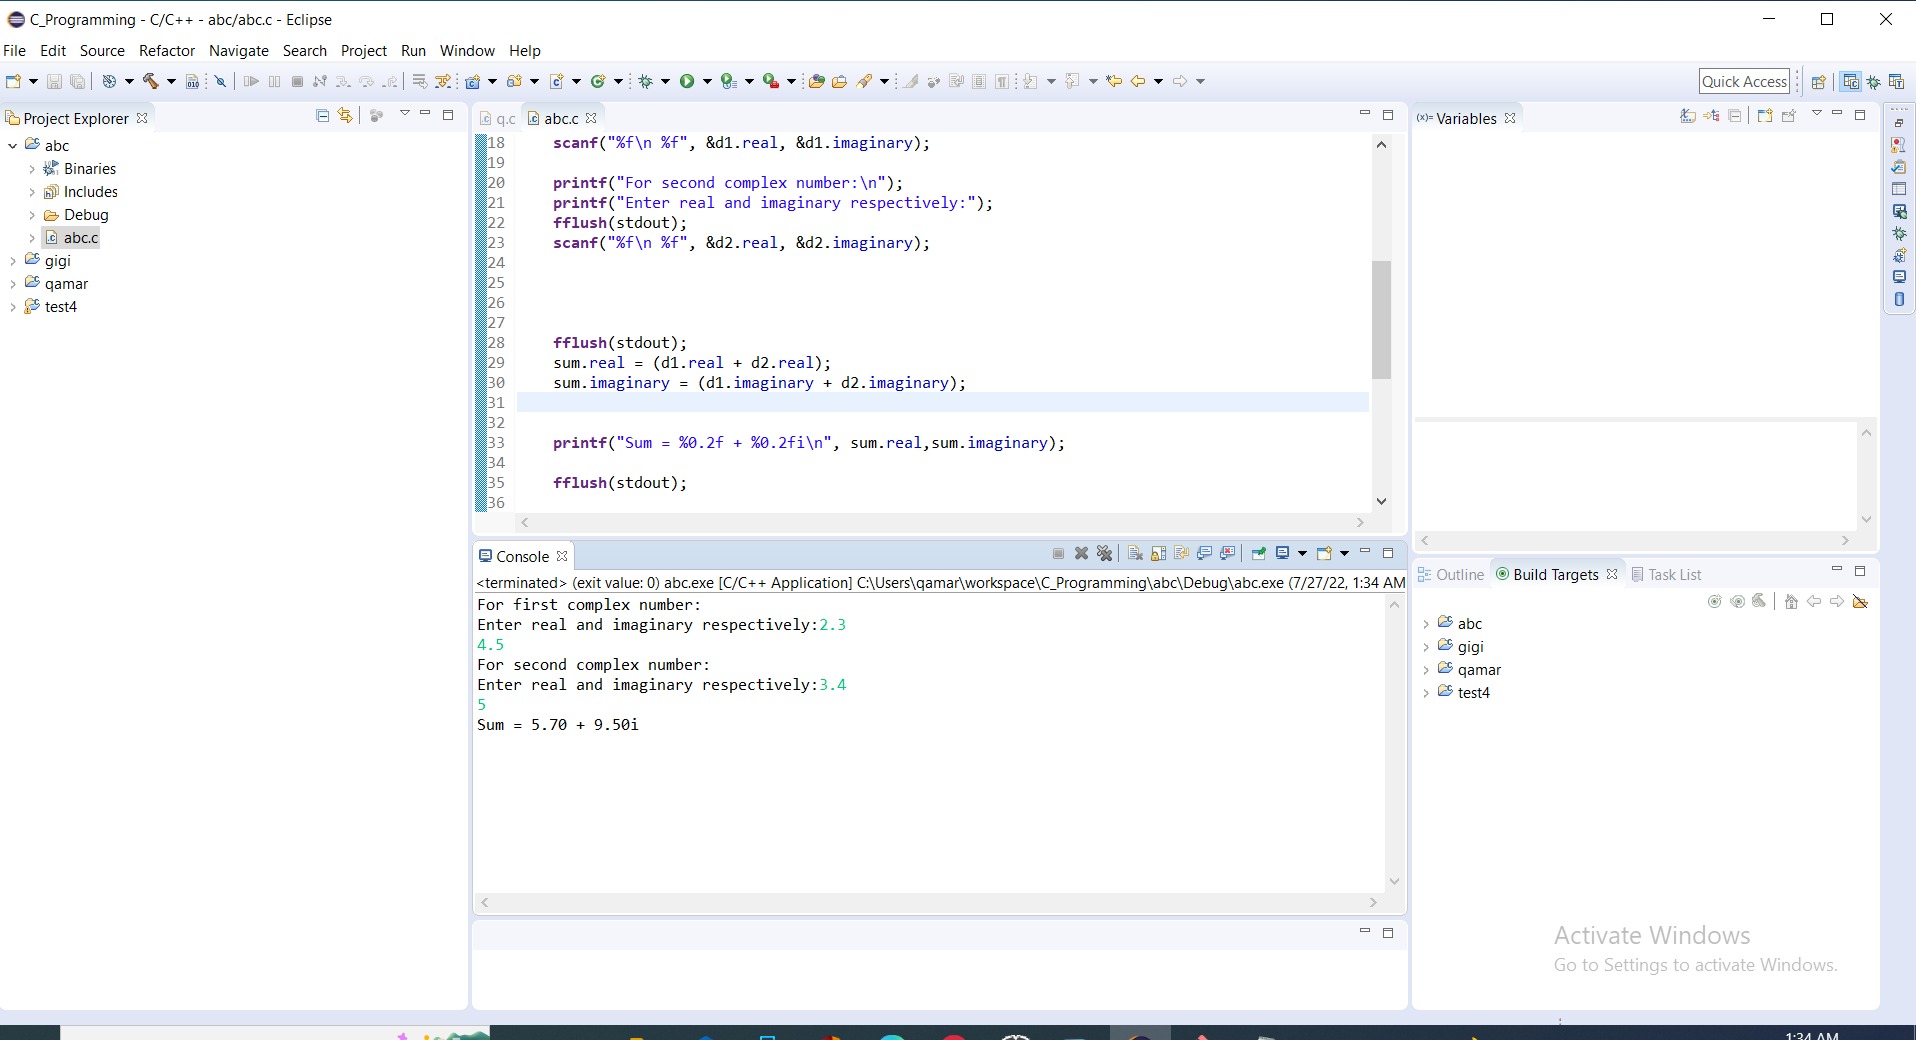 C_Programming - C/C++ - abc/abc.c - Eclipse
File Edit Source Refactor Navigate Search Project Run Window Help
Quick Access
Project Explorer
abc
Binaries
Includes
Debug
abc.c
gigi
qamar
test4
q.c abc.c
18 scanf("%f\n %f", &d1.real, &d1.imaginary);
19
20 printf("For second complex number:\n");
21 printf("Enter real and imaginary respectively:");
22 fflush(stdout);
23 scanf("%f\n %f", &d2.real, &d2.imaginary);
24
25
26
27
28 fflush(stdout);
29 sum.real = (d1.real + d2.real);
30 sum.imaginary = (d1.imaginary + d2.imaginary);
31
32
33 printf("Sum = %0.2f + %0.2fi\n", sum.real,sum.imaginary);
34
35 fflush(stdout);
36
Console
<terminated> (exit value: 0) abc.exe [C/C++ Application] C:\Users\qamar\workspace\C_Programming\abc\Debug\abc.exe (7/27/22, 1:34 AM
For first complex number:
Enter real and imaginary respectively:2.3
4.5
For second complex number:
Enter real and imaginary respectively:3.4
5
Sum = 5.70 + 9.50i
(x)= Variables
Outline Build Targets Task List
abc
gigi
qamar
test4
Activate Windows
Go to Settings to activate Windows.
1:34 AM